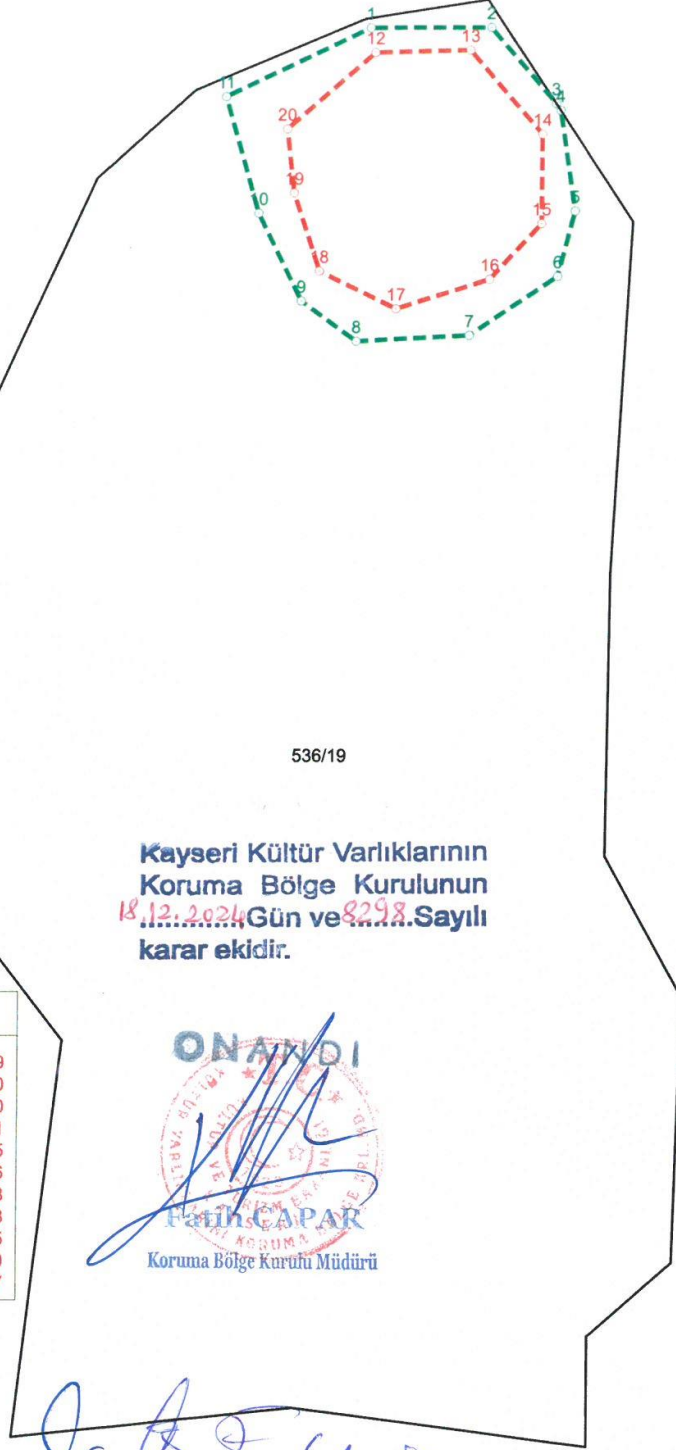 1 2
12 13
11 3
4
20 14
19
10 5
15
18 16 6
9 17
8 7
536/19
Kayseri Kültür Varlıklarının
Koruma Bölge Kurulunun
18.12.2024 Gün ve 8298 Sayılı
karar ekidir.
ONANDI
T.C.
Fatih ÇAPAR
Koruma Bölge Kurulu Müdürü